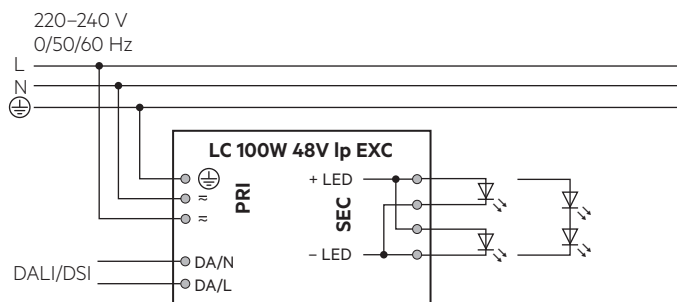 220–240 V
0/50/60 Hz
L
N
LC 100W 48V lp EXC
+ LED
≂
PRI
SEC
≂
– LED
DALI/DSI
DA/N
DA/L